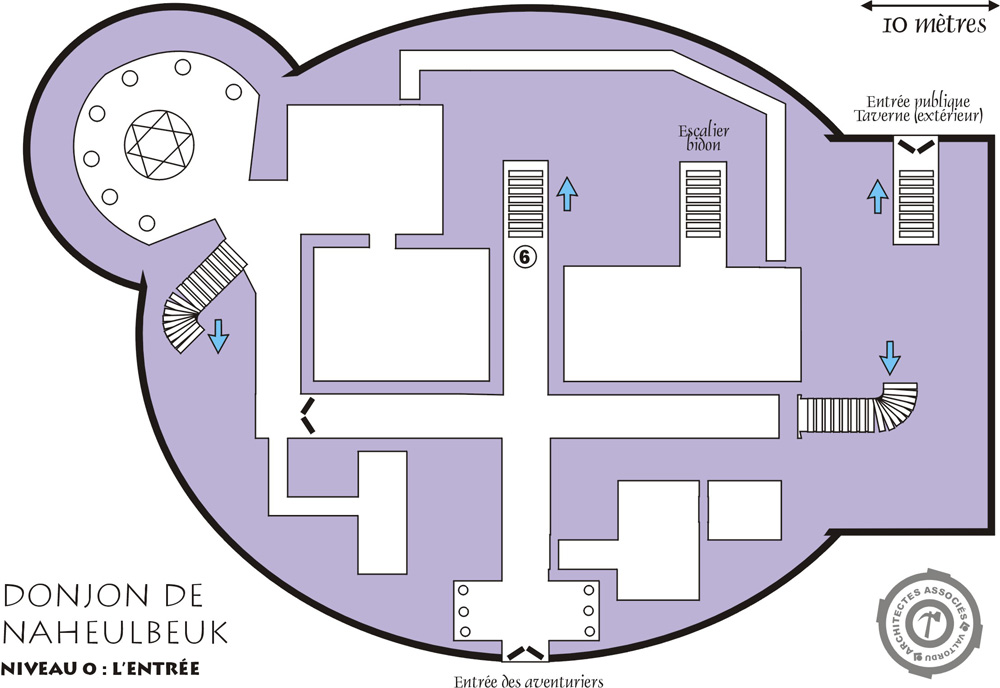 10 mètres
Entrée publique
Taverne (extérieur)
Escalier
bidon
6
DONJON DE
NAHEULBEUK
NIVEAU 0 : L'ENTRÉE
Entrée des aventuriers
ARCHITECTES ASSOCIÉS
VALTORDU